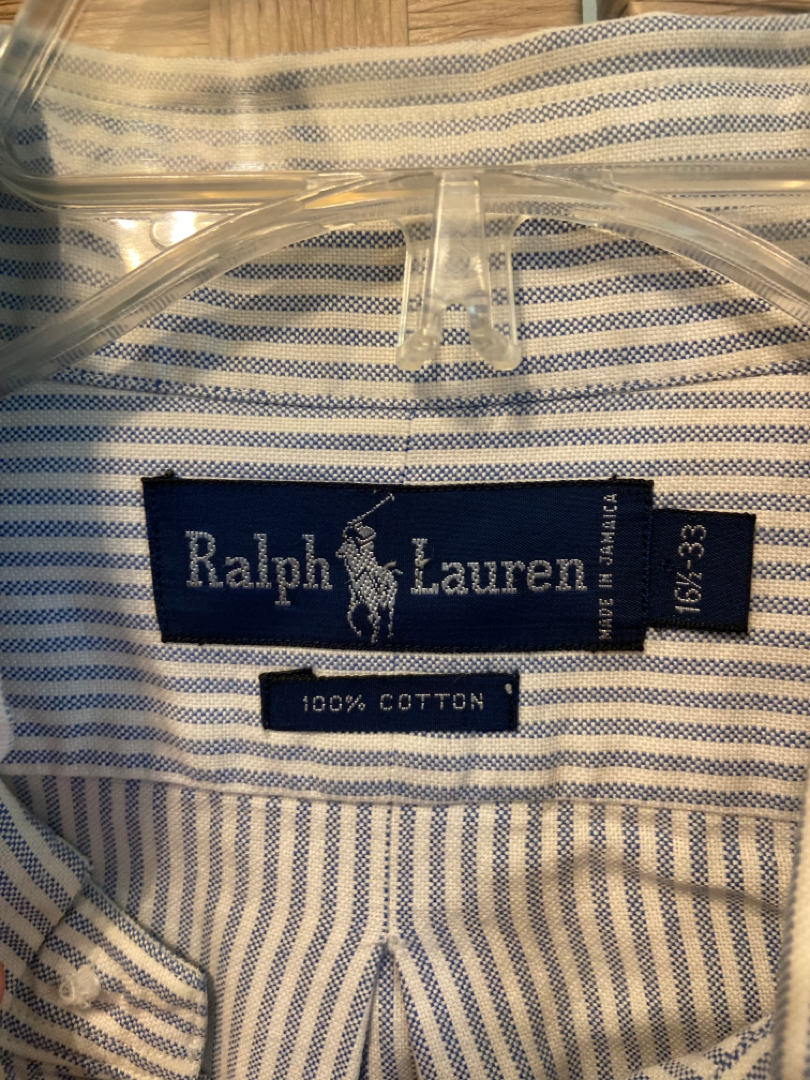 Ralph Lauren
MADE IN JAMAICA
16½-33
100% COTTON